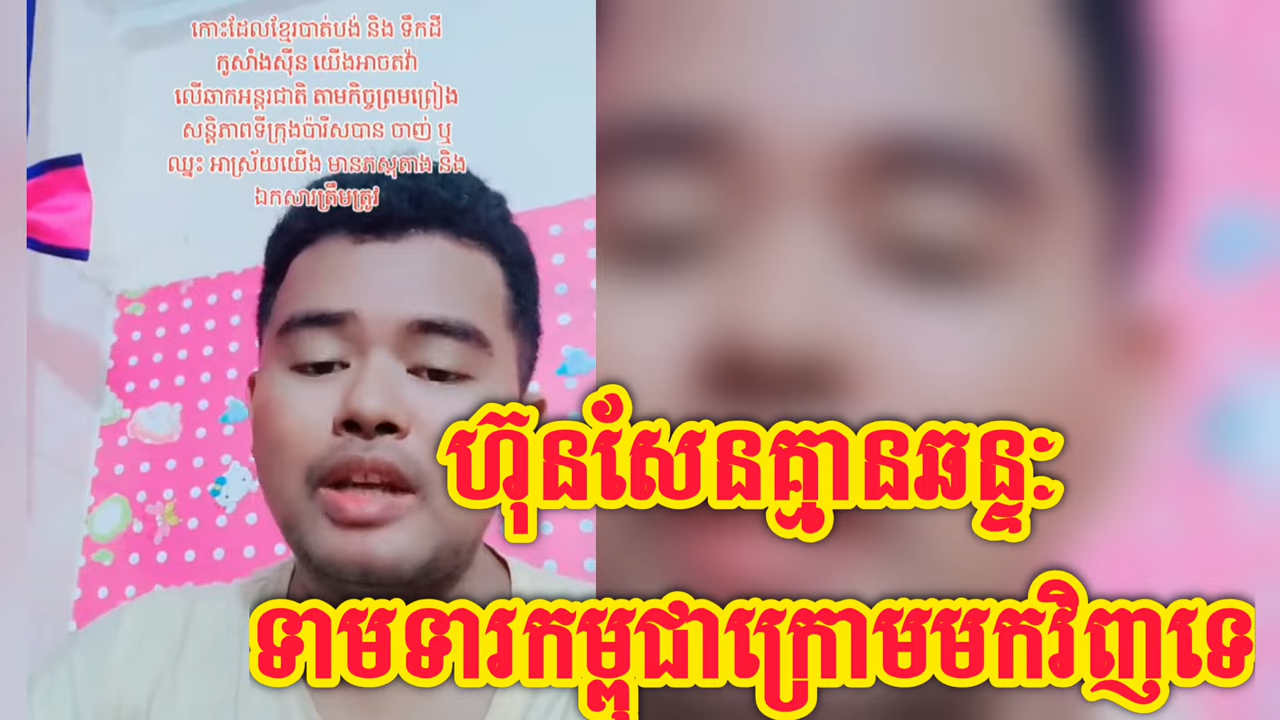 កោះដែលខ្មែរបាត់បង់ និង ទឹកដី
កូសាំងស៊ីន យើងអាចតវ៉ា
លើឆាកអន្តរជាតិ តាមកិច្ចព្រមព្រៀង
សន្តិភាពទីក្រុងប៉ារីសបាន ចាញ់ ឬ
ឈ្នះ អាស្រ័យយើង មានភស្តុតាង និង
ឯកសារត្រឹមត្រូវ
ហ៊ុនសែនគ្មានឆន្ទៈ
ទាមទារកម្ពុជាក្រោមមកវិញទេ